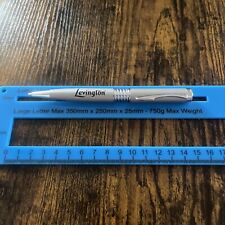 Levington
Large Letter Max 350mm x 250mm x 25mm - 750g Max Weight
0 1 2 3 4 5 6 7 8 9 10 11 12 13 14 15 16 17